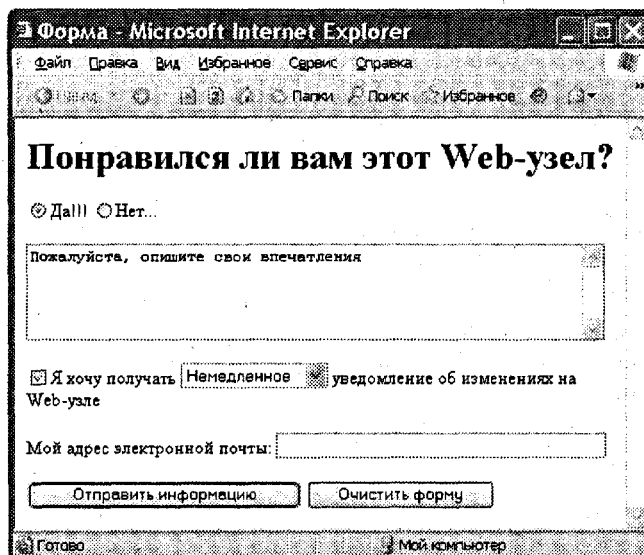 Форма - Microsoft Internet Explorer
Файл Правка Вид Избранное Сервис Справка
Папки Поиск Избранное »
Понравился ли вам этот Web-узел?
Да!!! Нет...
Пожалуйста, опишите свои впечатления
Я хочу получать Немедленное уведомление об изменениях на
Web-узле
Мой адрес электронной почты:
Отправить информацию Очистить форму
Готово Мой компьютер